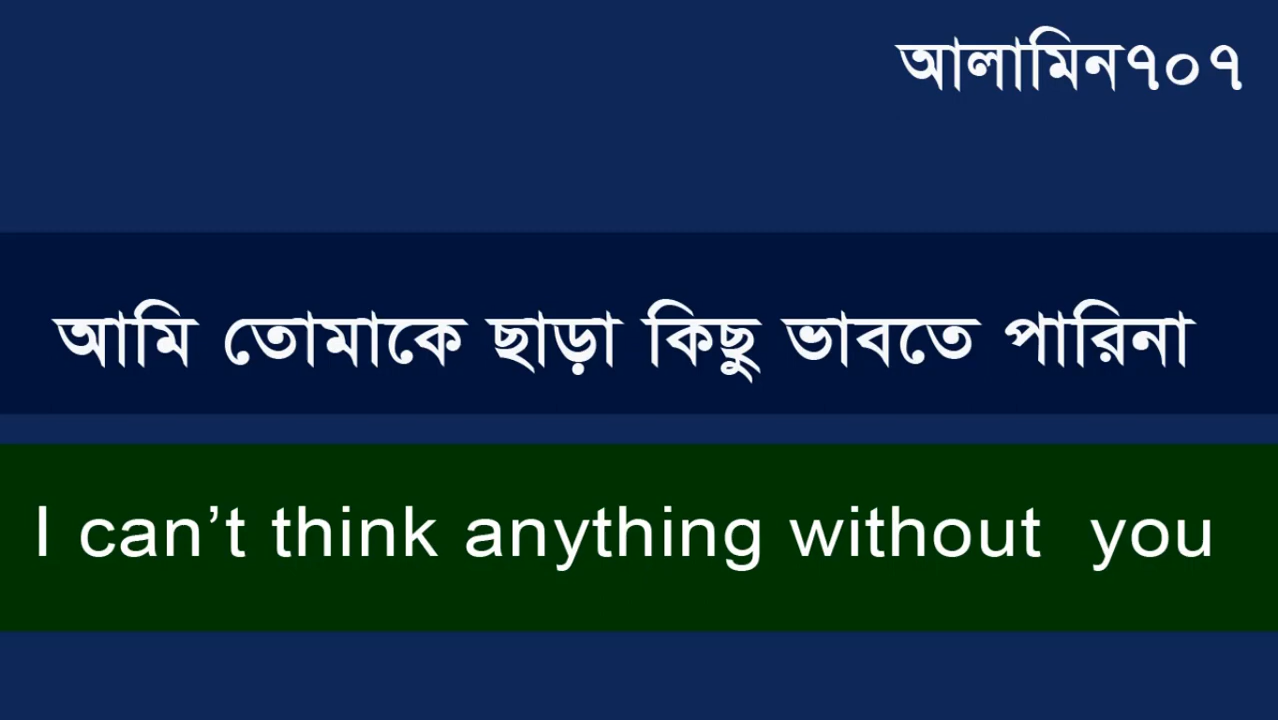 আলামিন৭০৭
আমি তোমাকে ছাড়া কিছু ভাবতে পারিনা
I can’t think anything without  you